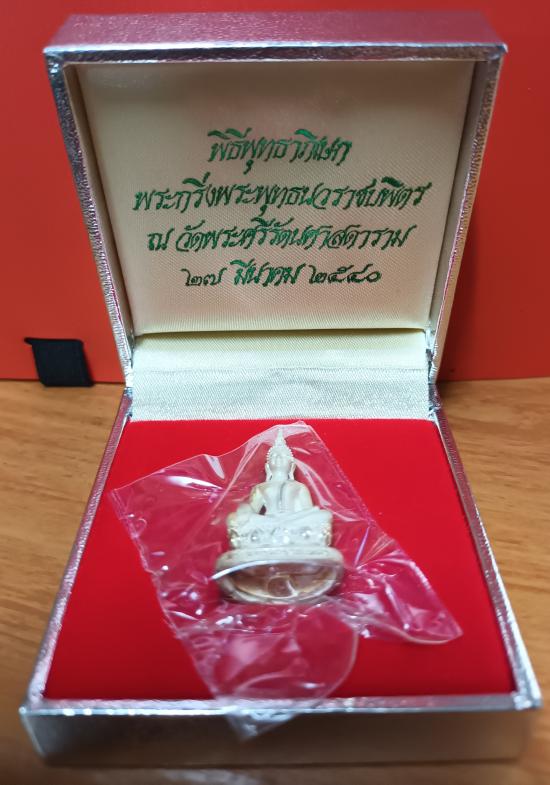 พิธีพุทธาภิเษก
พระกริ่งพระพุทธนวราชบพิตร
ณ วัดพระศรีรัตนศาสดาราม
๒๗ มีนาคม ๒๕๔๐